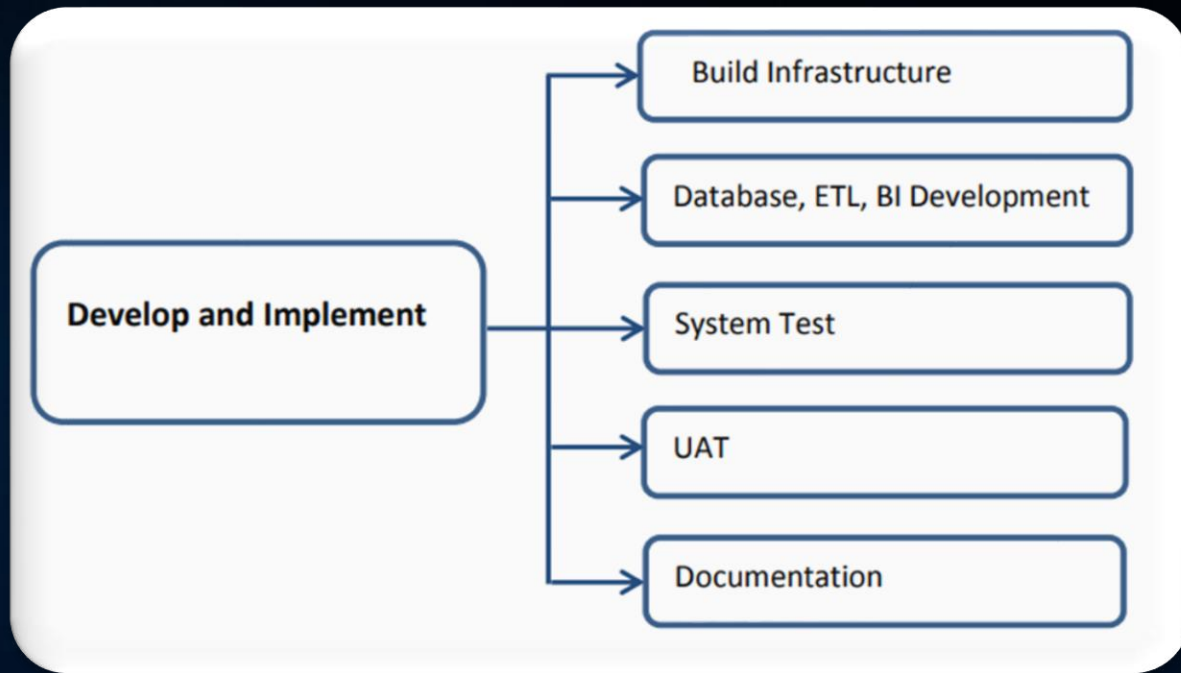 Develop and Implement
Build Infrastructure
Database, ETL, BI Development
System Test
UAT
Documentation